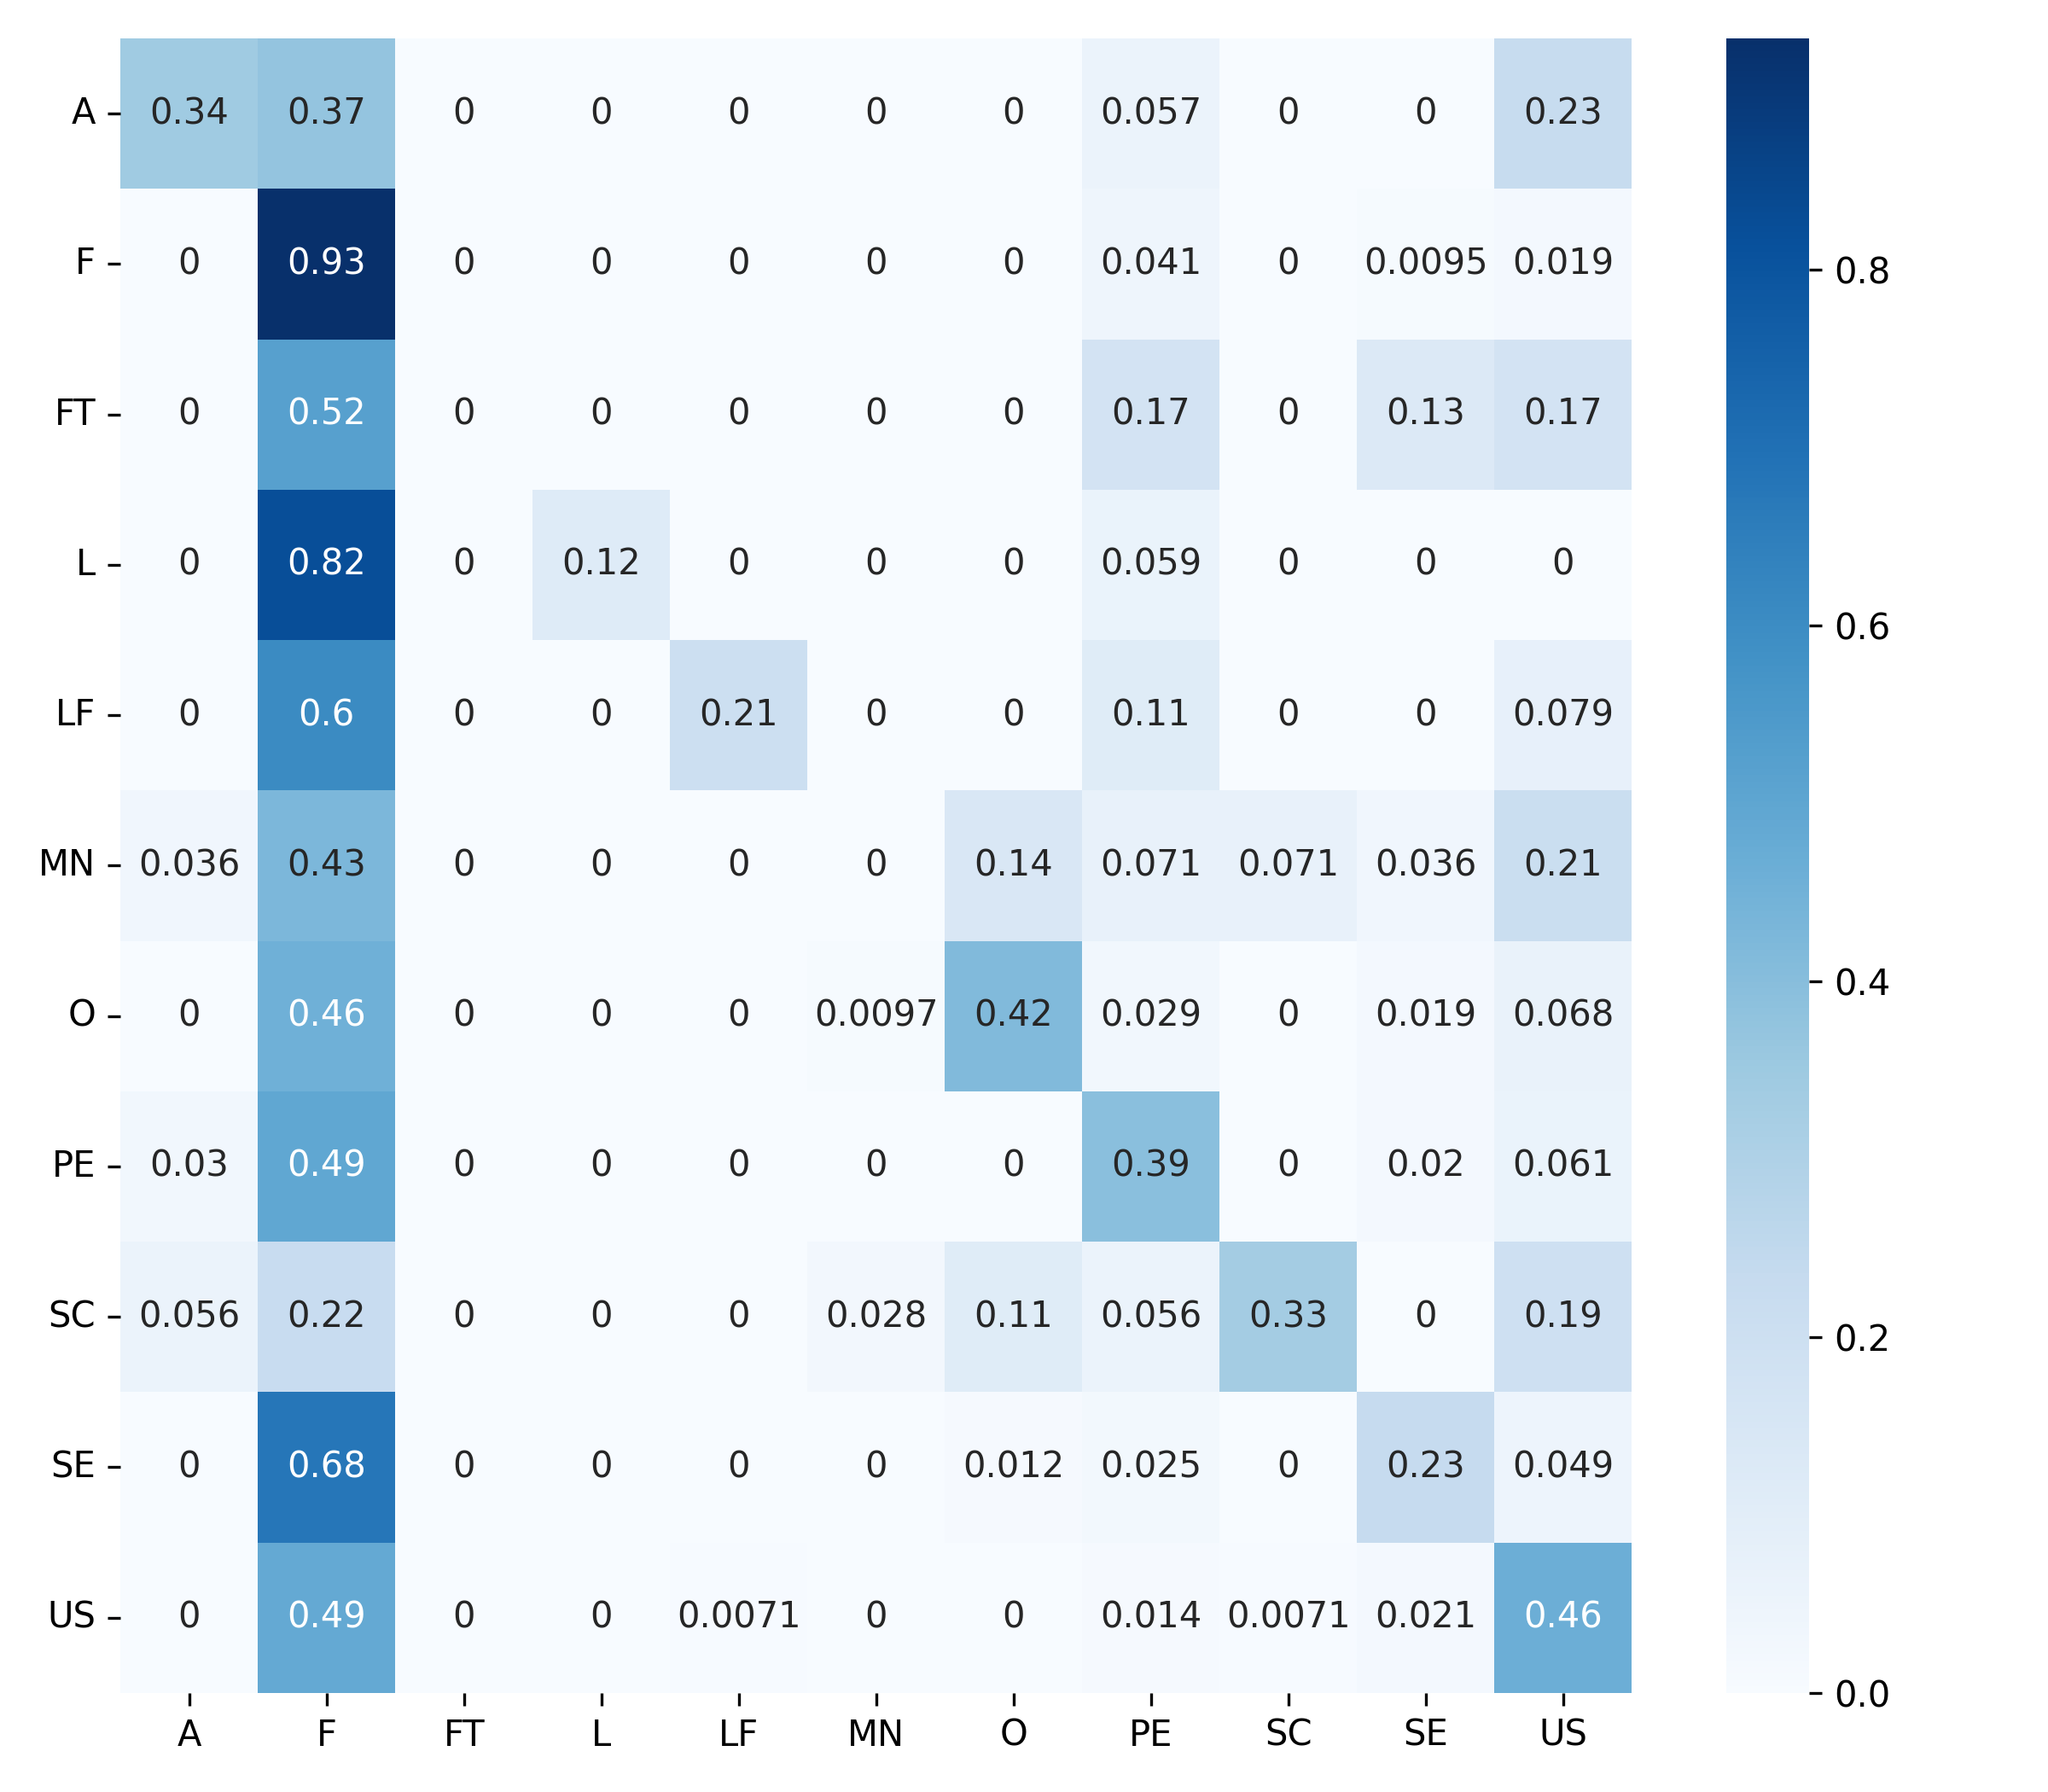 A 0.34 0.37 0 0 0 0 0 0.057 0 0 0.23
F 0 0.93 0 0 0 0 0 0.041 0 0.0095 0.019
0.8
FT 0 0.52 0 0 0 0 0 0.17 0 0.13 0.17
L 0 0.82 0 0.12 0 0 0 0.059 0 0 0
0.6
LF 0 0.6 0 0 0.21 0 0 0.11 0 0 0.079
MN 0.036 0.43 0 0 0 0 0.14 0.071 0.071 0.036 0.21
0.4
O 0 0.46 0 0 0 0.0097 0.42 0.029 0 0.019 0.068
PE 0.03 0.49 0 0 0 0 0 0.39 0 0.02 0.061
SC 0.056 0.22 0 0 0 0.028 0.11 0.056 0.33 0 0.19
0.2
SE 0 0.68 0 0 0 0 0.012 0.025 0 0.23 0.049
US 0 0.49 0 0 0.0071 0 0 0.014 0.0071 0.021 0.46
0.0
A F FT L LF MN O PE SC SE US